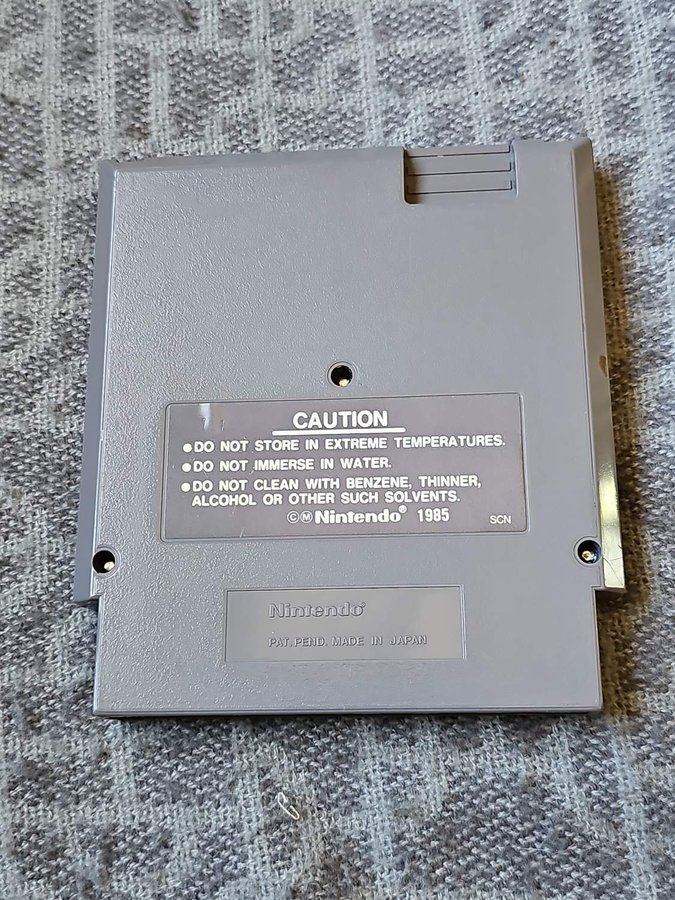 CAUTION
●DO NOT STORE IN EXTREME TEMPERATURES.
●DO NOT IMMERSE IN WATER.
●DO NOT CLEAN WITH BENZENE, THINNER,
ALCOHOL OR OTHER SUCH SOLVENTS.
©Ⓜ Nintendo® 1985 SCN
Nintendo®
PAT. PEND. MADE IN JAPAN